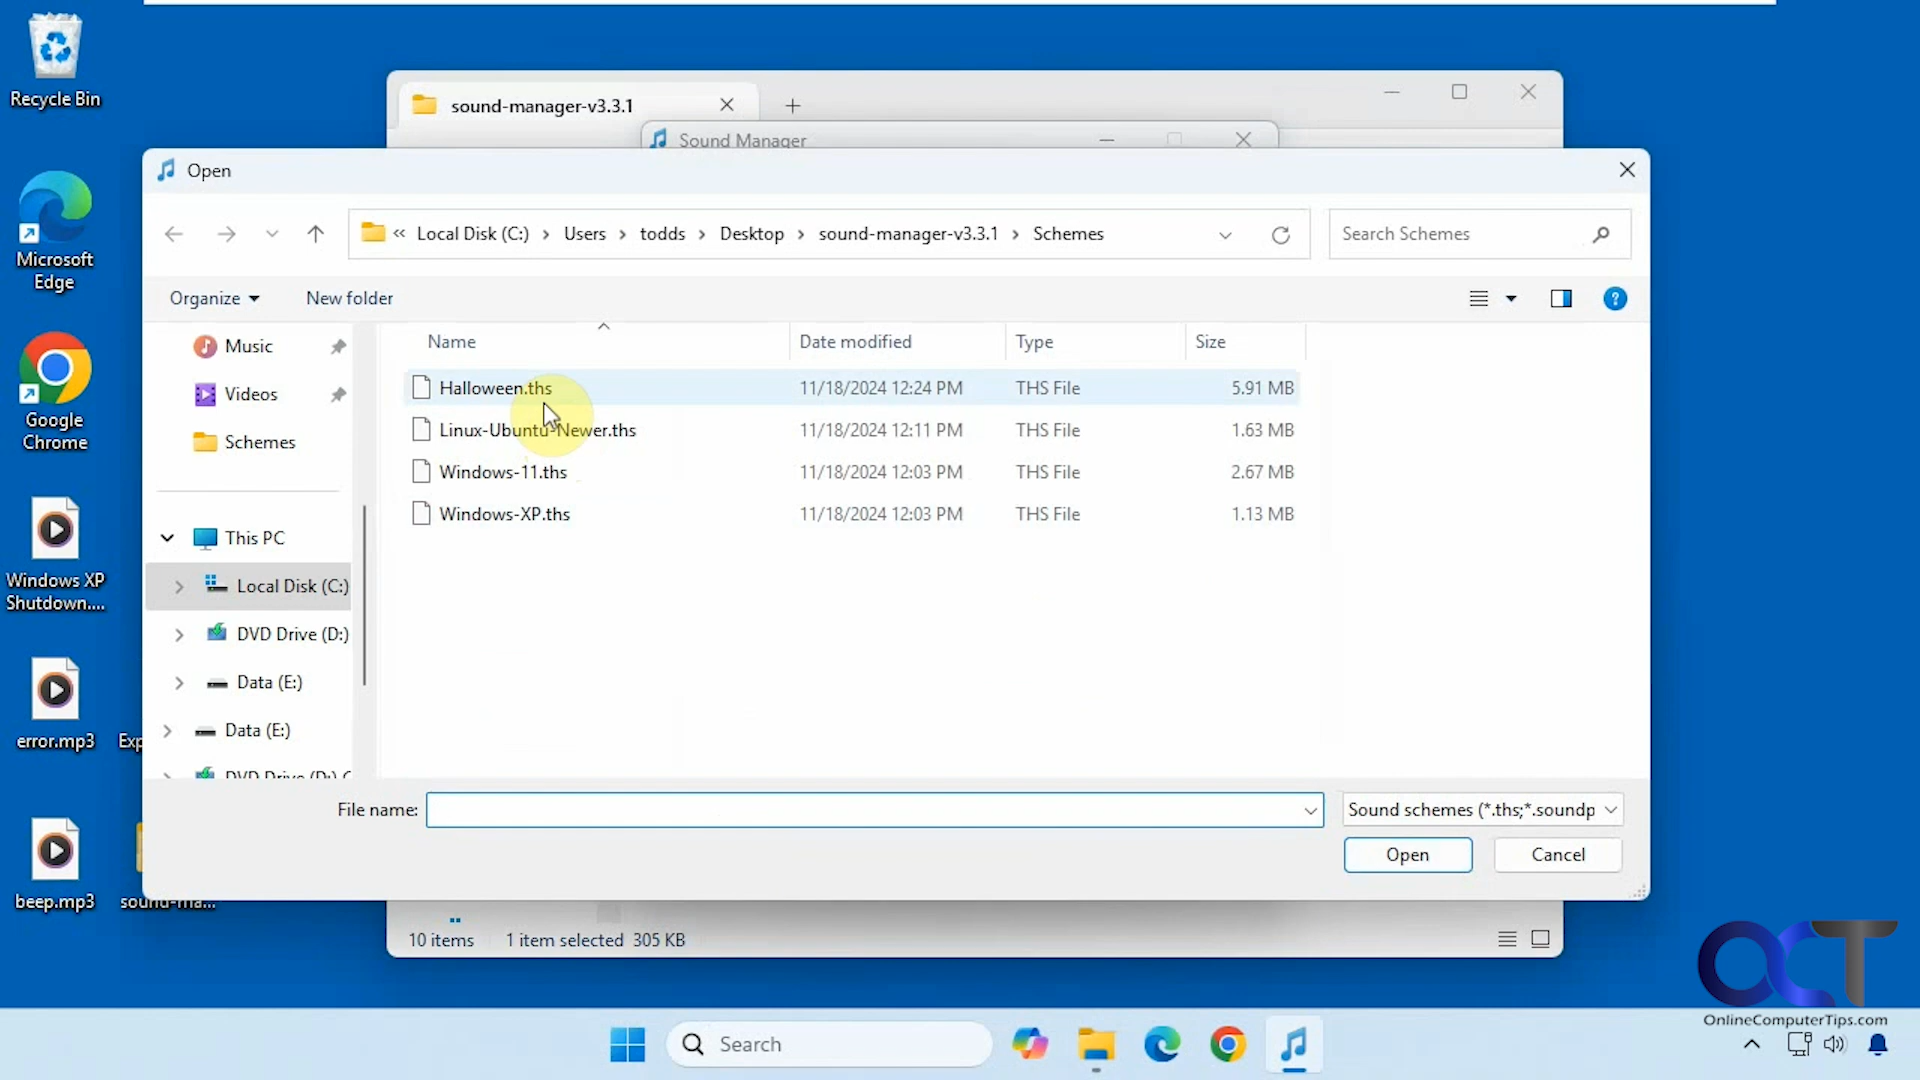 Recycle Bin
Microsoft
Edge
Google
Chrome
Windows XP
Shutdown....
error.mp3
Exp
beep.mp3
sound-ma...
sound-manager-v3.3.1
Sound Manager
Open
« Local Disk (C:) > Users > todds > Desktop > sound-manager-v3.3.1 > Schemes
Search Schemes
Organize
New folder
Music
Videos
Schemes
This PC
Local Disk (C:)
DVD Drive (D:)
Data (E:)
Data (E:)
DVD Drive (D:) C
Name Date modified Type Size
Halloween.ths 11/18/2024 12:24 PM THS File 5.91 MB
Linux-Ubuntu-Newer.ths 11/18/2024 12:11 PM THS File 1.63 MB
Windows-11.ths 11/18/2024 12:03 PM THS File 2.67 MB
Windows-XP.ths 11/18/2024 12:03 PM THS File 1.13 MB
File name:
Sound schemes (*.ths;*.soundp
Open
Cancel
10 items 1 item selected 305 KB
OCT
OnlineComputerTips.com
Search